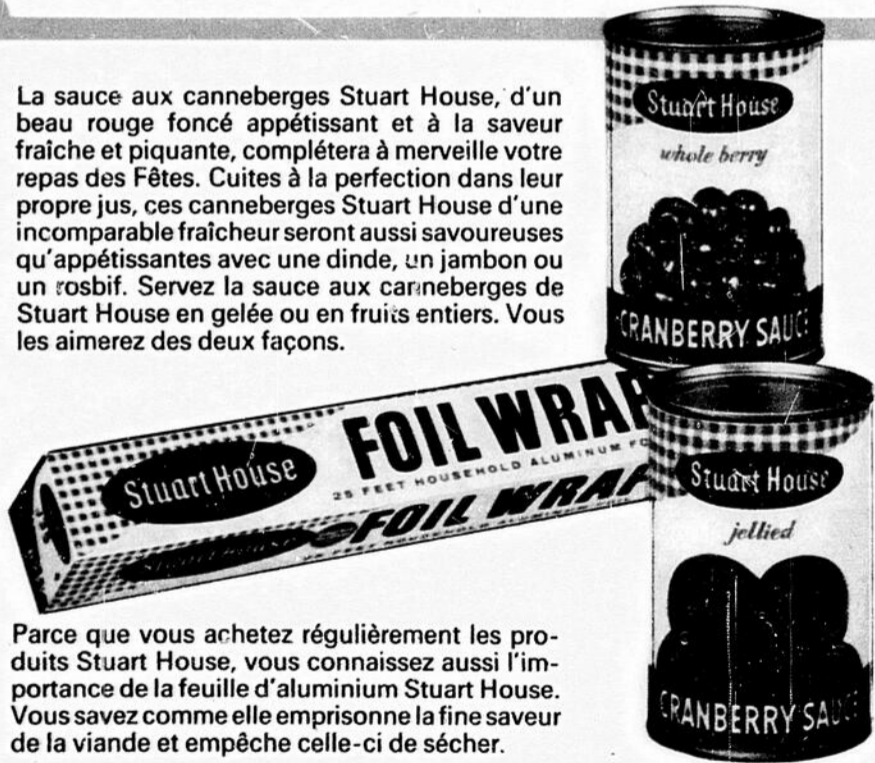 La sauce aux canneberges Stuart House, d'un
beau rouge foncé appétissant et à la saveur
fraîche et piquante, complétera à merveille votre
repas des Fêtes. Cuites à la perfection dans leur
propre jus, ces canneberges Stuart House d'une
incomparable fraîcheur seront aussi savoureuses
qu'appétissantes avec une dinde, un jambon ou
un rosbif. Servez la sauce aux canneberges de
Stuart House en gelée ou en fruits entiers. Vous
les aimerez des deux façons.
Stuart House
whole berry
CRANBERRY SAUCE
Stuart House
FOIL WRAP
25 FEET HOUSEHOLD ALUMINUM FO
FOIL WRAP
Stuart House
jellied
CRANBERRY SAUCE
Parce que vous achetez régulièrement les pro-
duits Stuart House, vous connaissez aussi l'im-
portance de la feuille d'aluminium Stuart House.
Vous savez comme elle emprisonne la fine saveur
de la viande et empêche celle-ci de sécher.